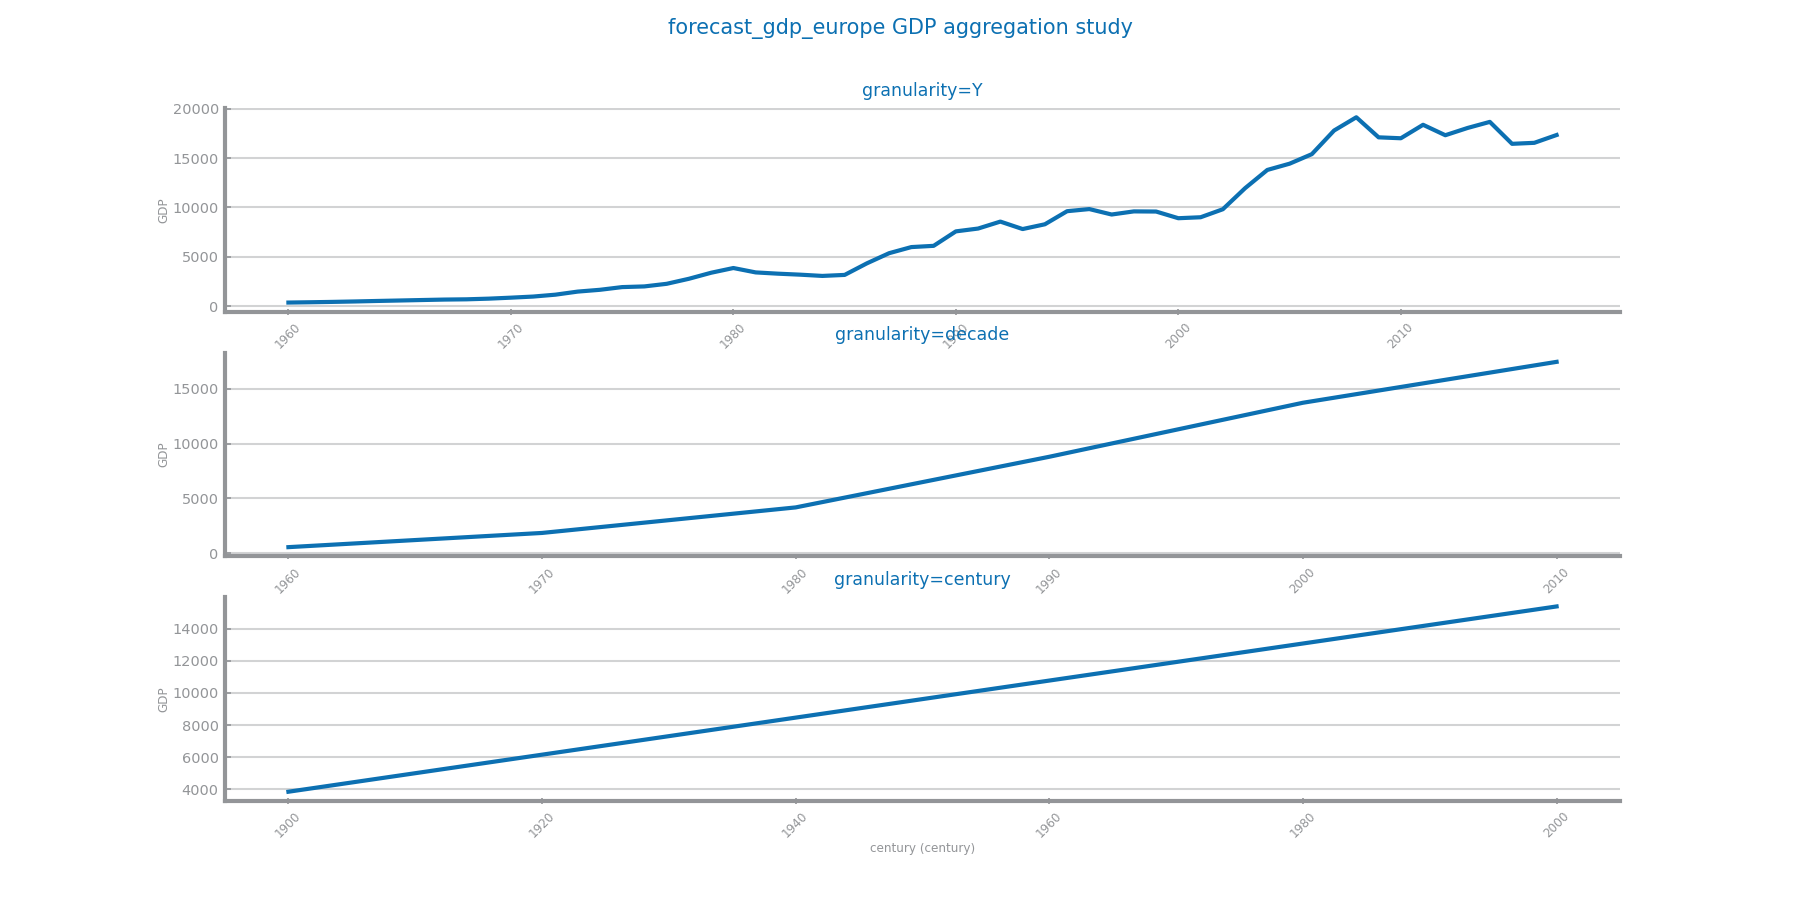 forecast_gdp_europe GDP aggregation study
granularity=Y
20000
15000
10000
5000
0
GDP
1960 1970 1980 1990 2000 2010
granularity=decade
15000
10000
5000
0
GDP
1960 1970 1980 1990 2000 2010
granularity=century
14000
12000
10000
8000
6000
4000
GDP
1900 1920 1940 1960 1980 2000
century (century)